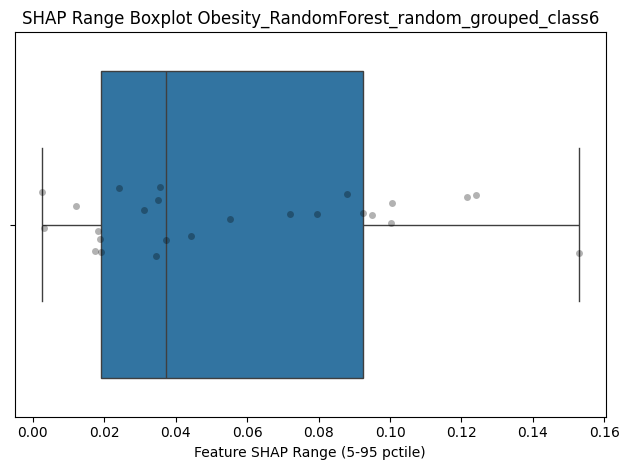 SHAP Range Boxplot Obesity_RandomForest_random_grouped_class6
0.00 0.02 0.04 0.06 0.08 0.10 0.12 0.14 0.16
Feature SHAP Range (5-95 pctile)